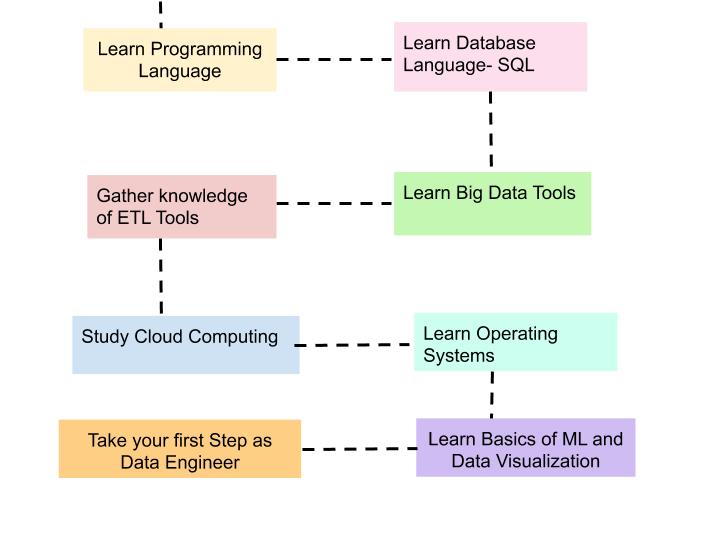 Learn Programming
Language
Learn Database
Language- SQL
Gather knowledge
of ETL Tools
Learn Big Data Tools
Study Cloud Computing
Learn Operating
Systems
Take your first Step as
Data Engineer
Learn Basics of ML and
Data Visualization